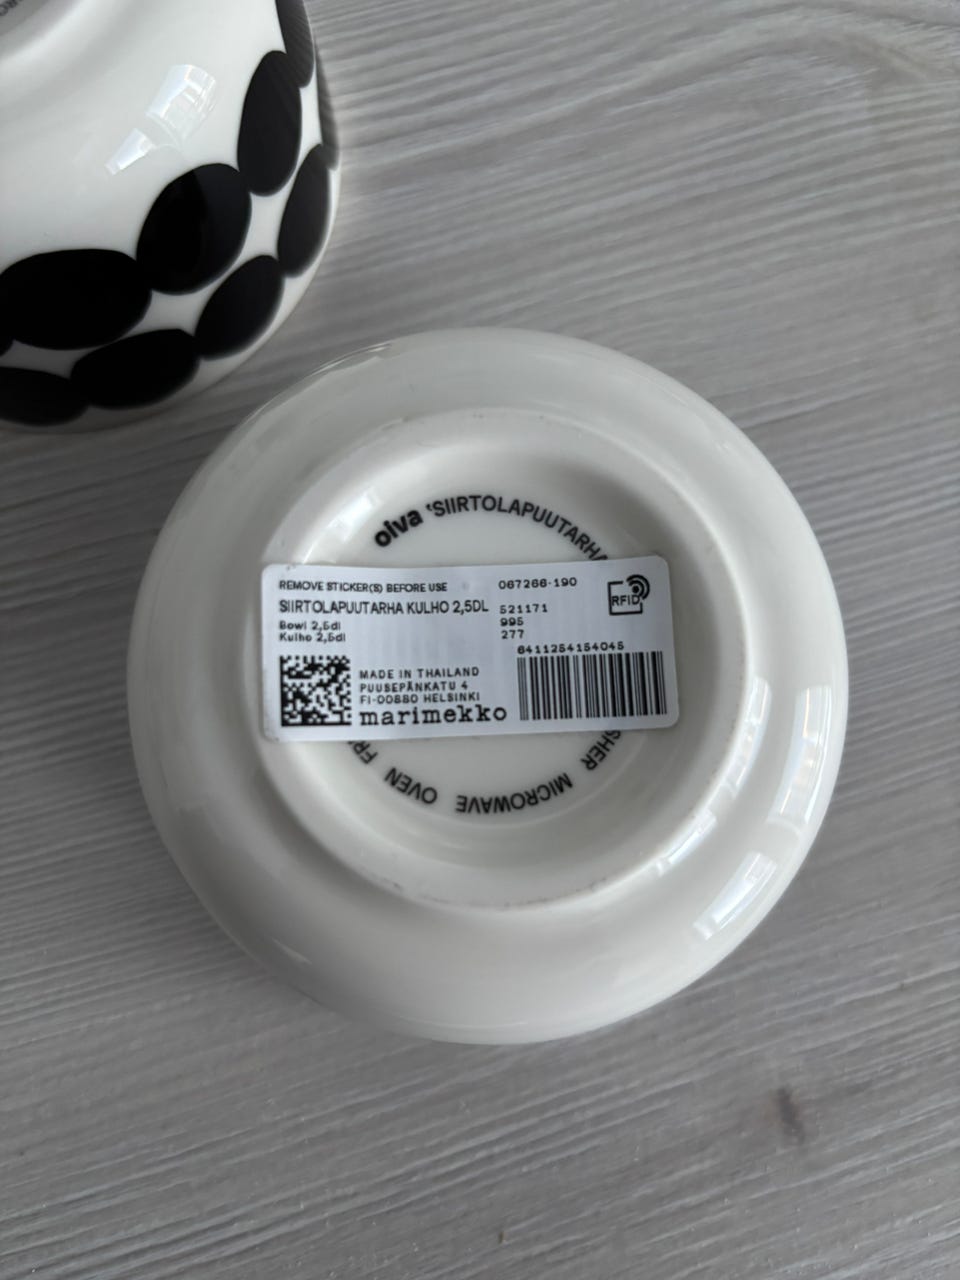 oiva 'SIIRTOLAPUUTARHA
REMOVE STICKER(S) BEFORE USE
067266-190
SIIRTOLAPUUTARHA KULHO 2,5DL
521171
Bowl 2,5dl
995
Kulho 2,5dl
277
RFID
6411254154045
MADE IN THAILAND
PUUSEPÄNKATU 4
FI-00880 HELSINKI
marimekko
MICROWAVE OVEN